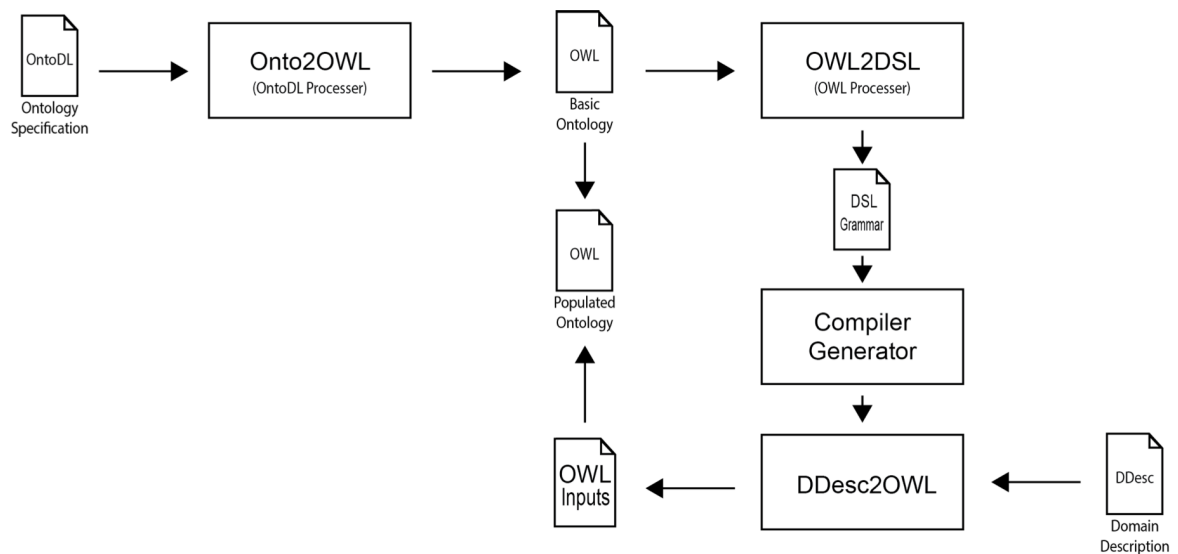 OntoDL
Ontology
Specification
Onto2OWL
(OntoDL Processer)
OWL
Basic
Ontology
OWL2DSL
(OWL Processer)
DSL
Grammar
OWL
Populated
Ontology
Compiler
Generator
OWL
Inputs
DDesc2OWL
DDesc
Domain
Description